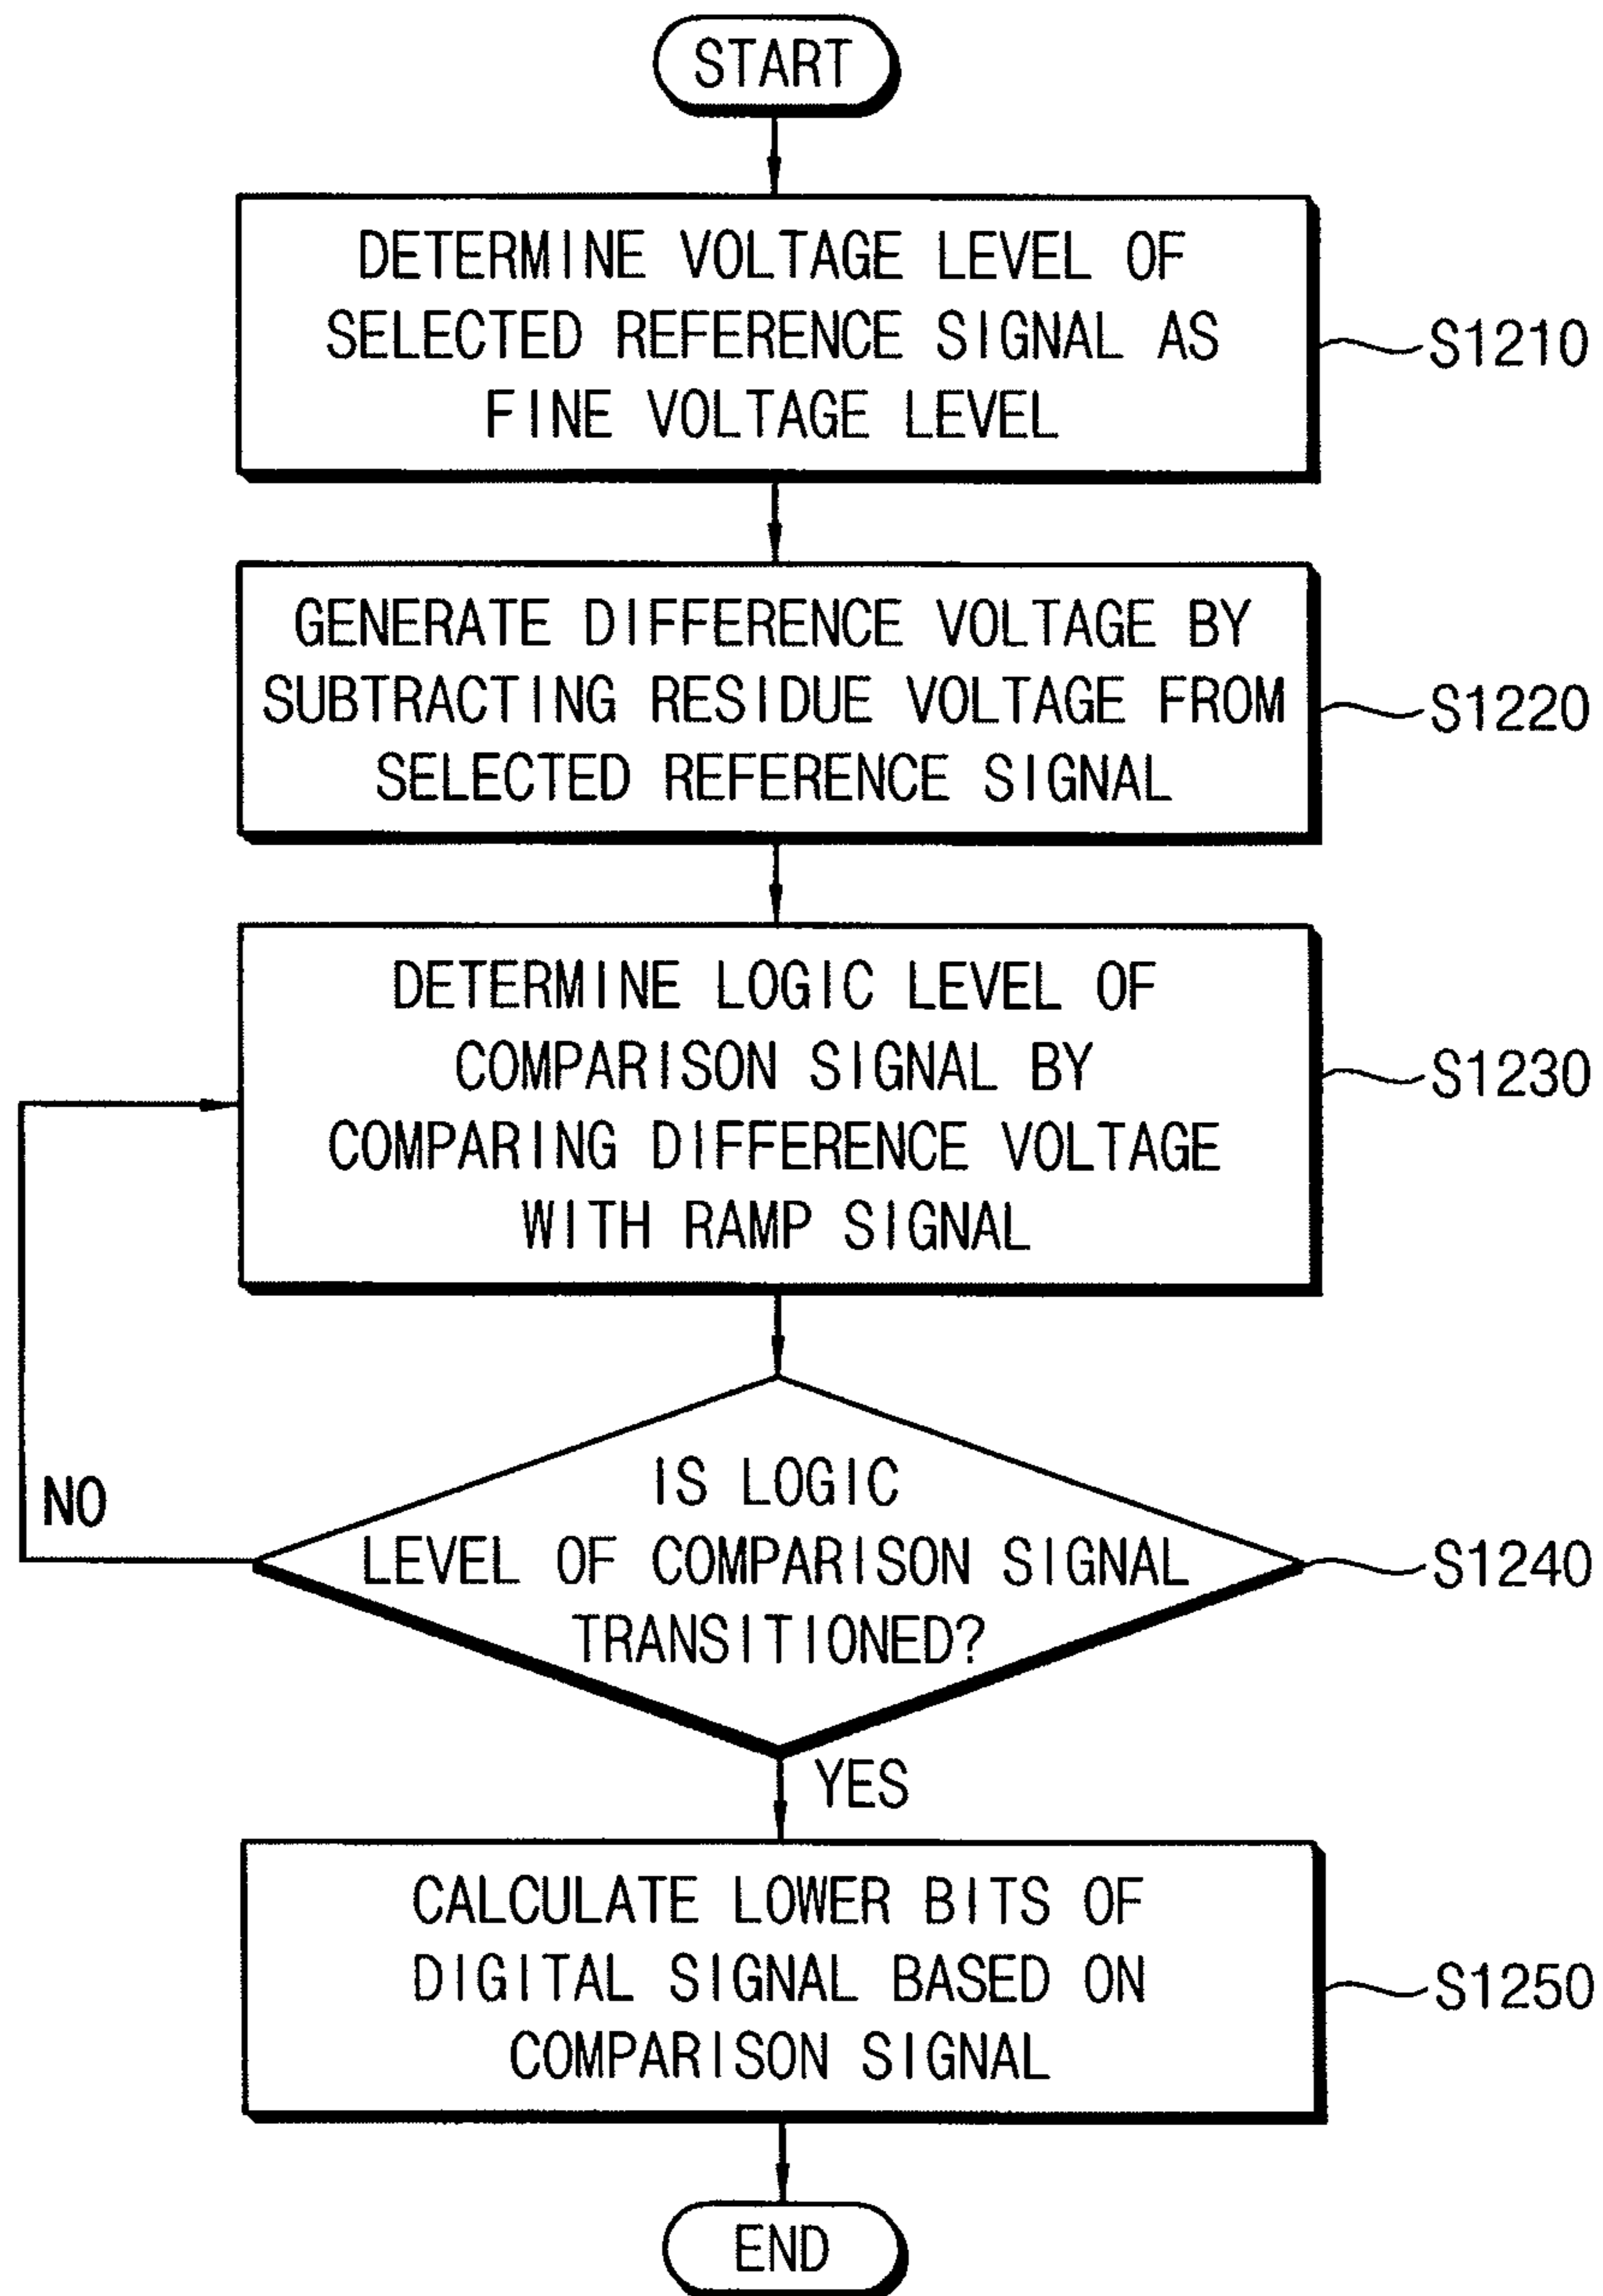 START
DETERMINE VOLTAGE LEVEL OF
SELECTED REFERENCE SIGNAL AS
FINE VOLTAGE LEVEL
S1210
GENERATE DIFFERENCE VOLTAGE BY
SUBTRACTING RESIDUE VOLTAGE FROM
SELECTED REFERENCE SIGNAL
S1220
DETERMINE LOGIC LEVEL OF
COMPARISON SIGNAL BY
COMPARING DIFFERENCE VOLTAGE
WITH RAMP SIGNAL
S1230
IS LOGIC
LEVEL OF COMPARISON SIGNAL
TRANSITIONED?
S1240
NO
YES
CALCULATE LOWER BITS OF
DIGITAL SIGNAL BASED ON
COMPARISON SIGNAL
S1250
END